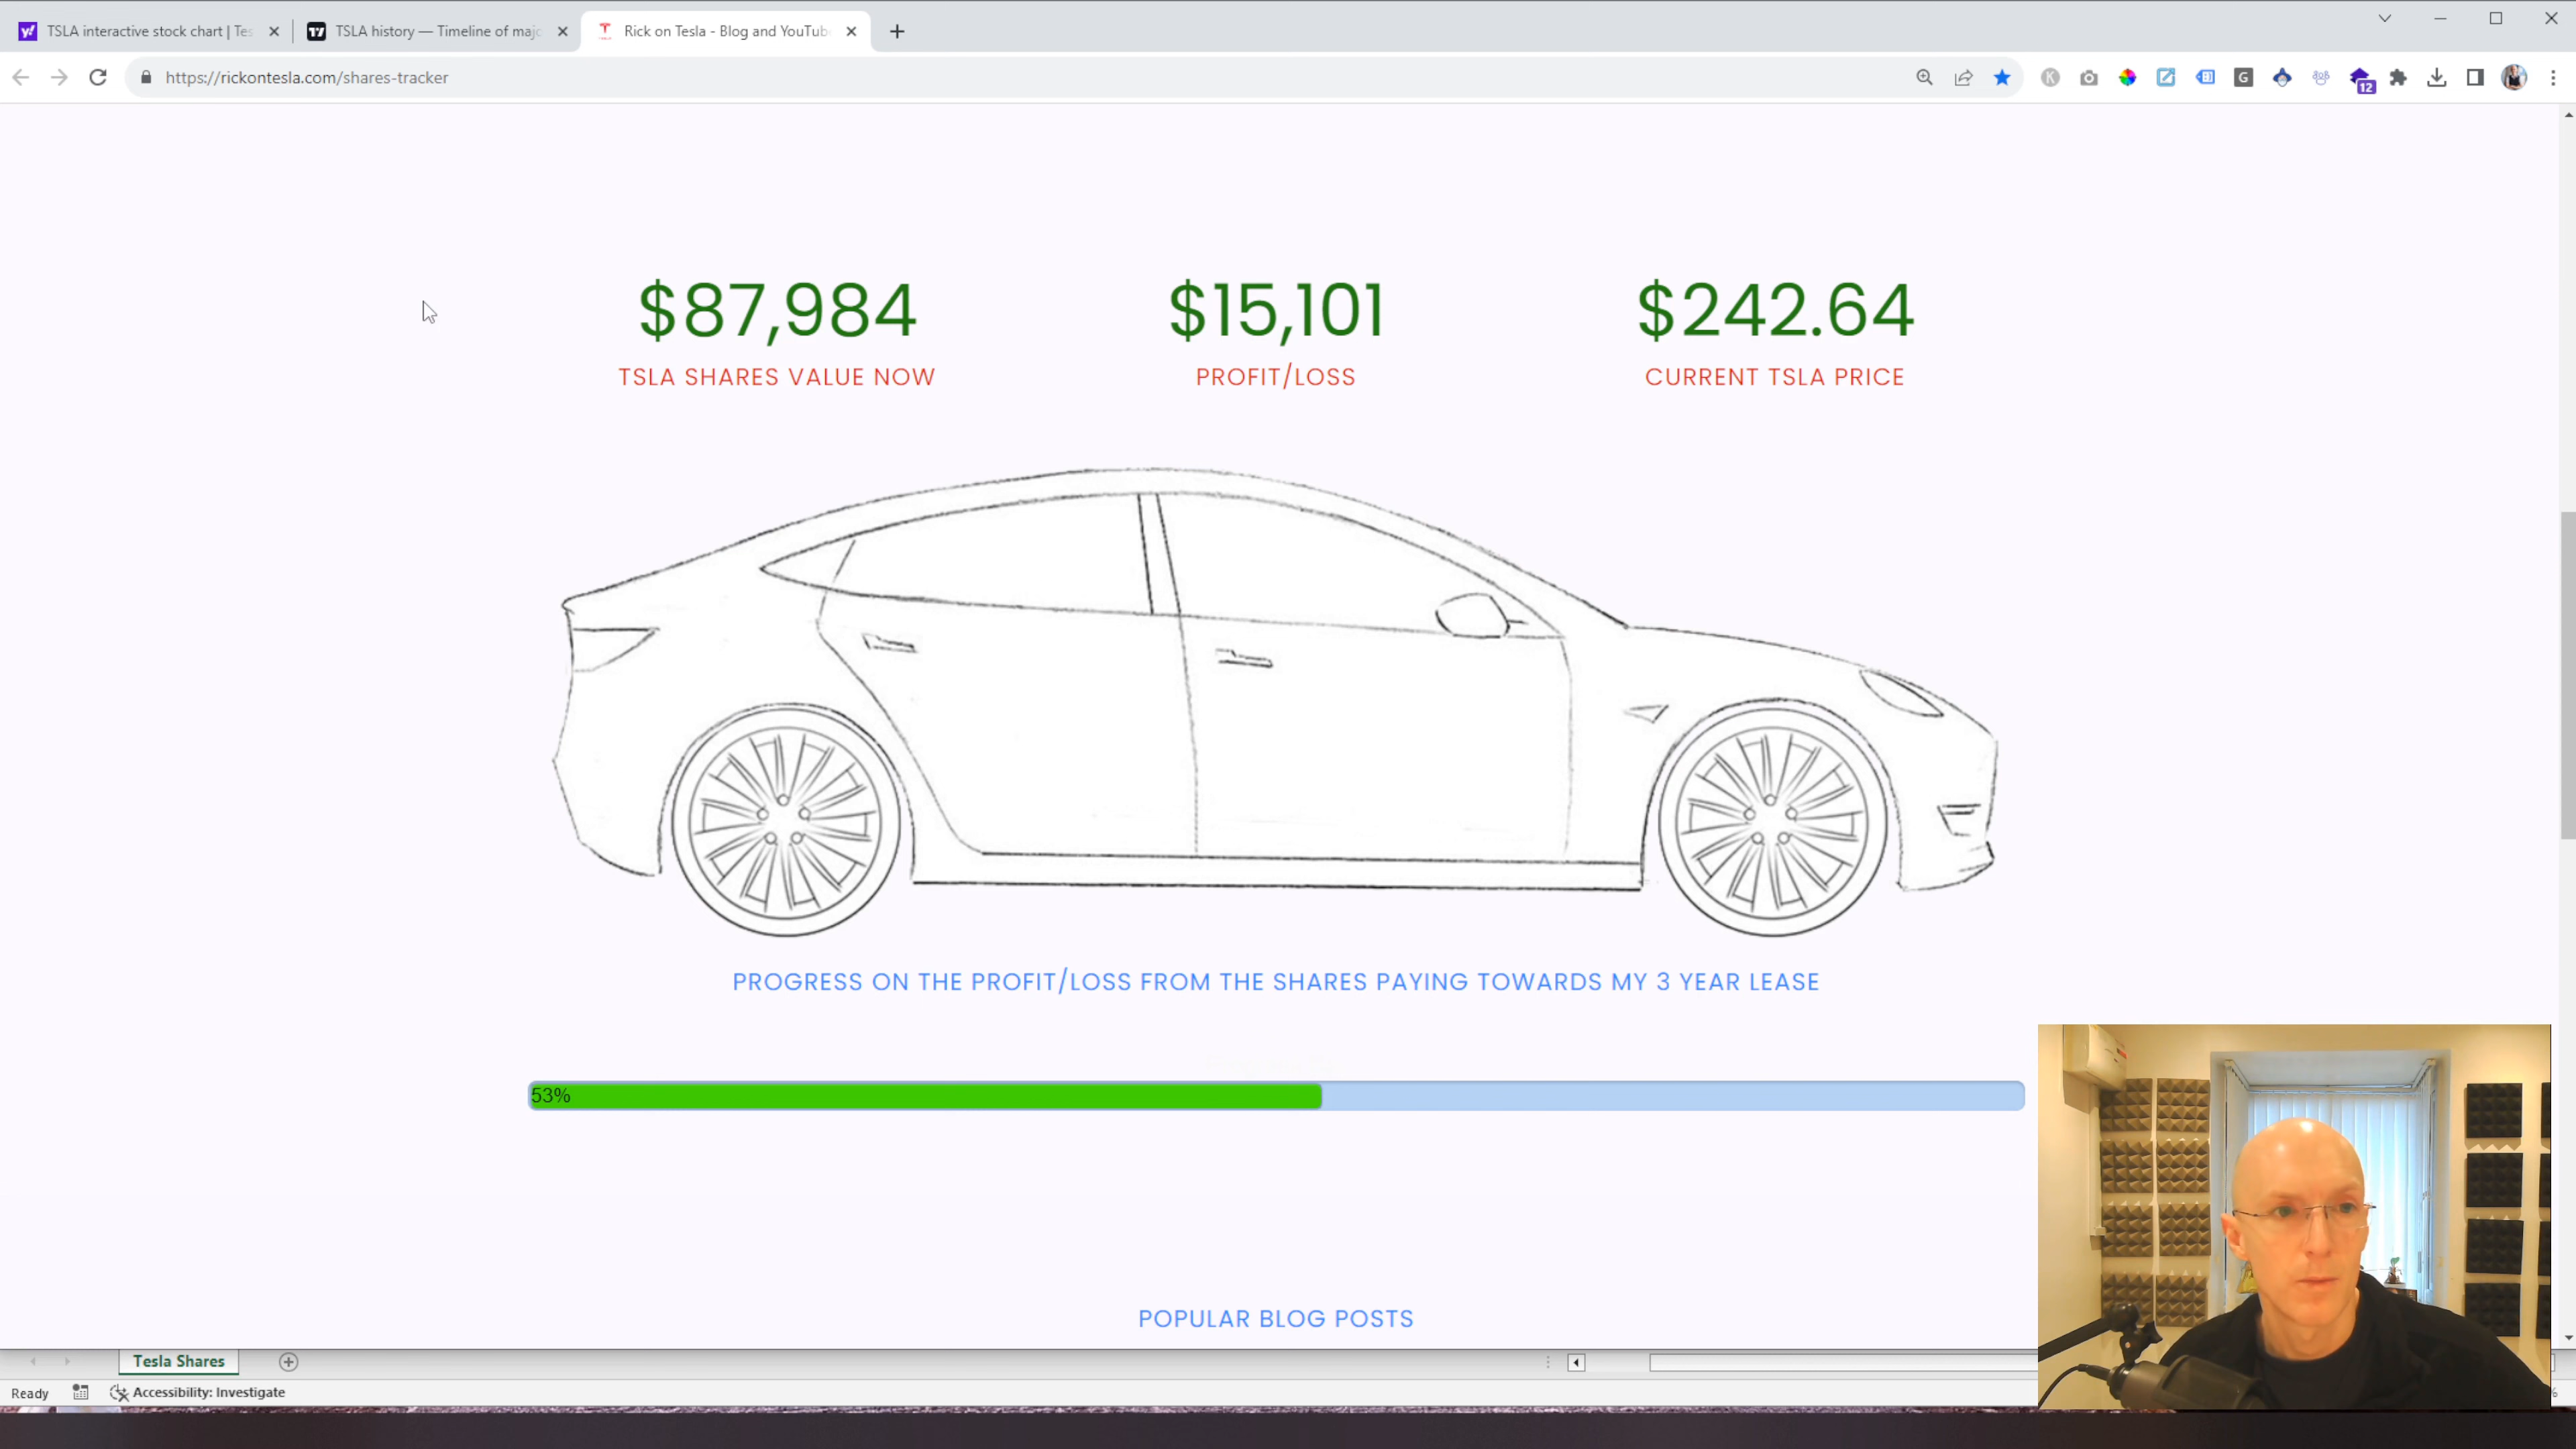 TSLA interactive stock chart | Tes
TSLA history — Timeline of majo
Rick on Tesla - Blog and YouTub
https://rickontesla.com/shares-tracker
12
$87,984
$15,101
$242.64
TSLA SHARES VALUE NOW
PROFIT/LOSS
CURRENT TSLA PRICE
PROGRESS ON THE PROFIT/LOSS FROM THE SHARES PAYING TOWARDS MY 3 YEAR LEASE
53%
POPULAR BLOG POSTS
Tesla Shares
Ready
Accessibility: Investigate